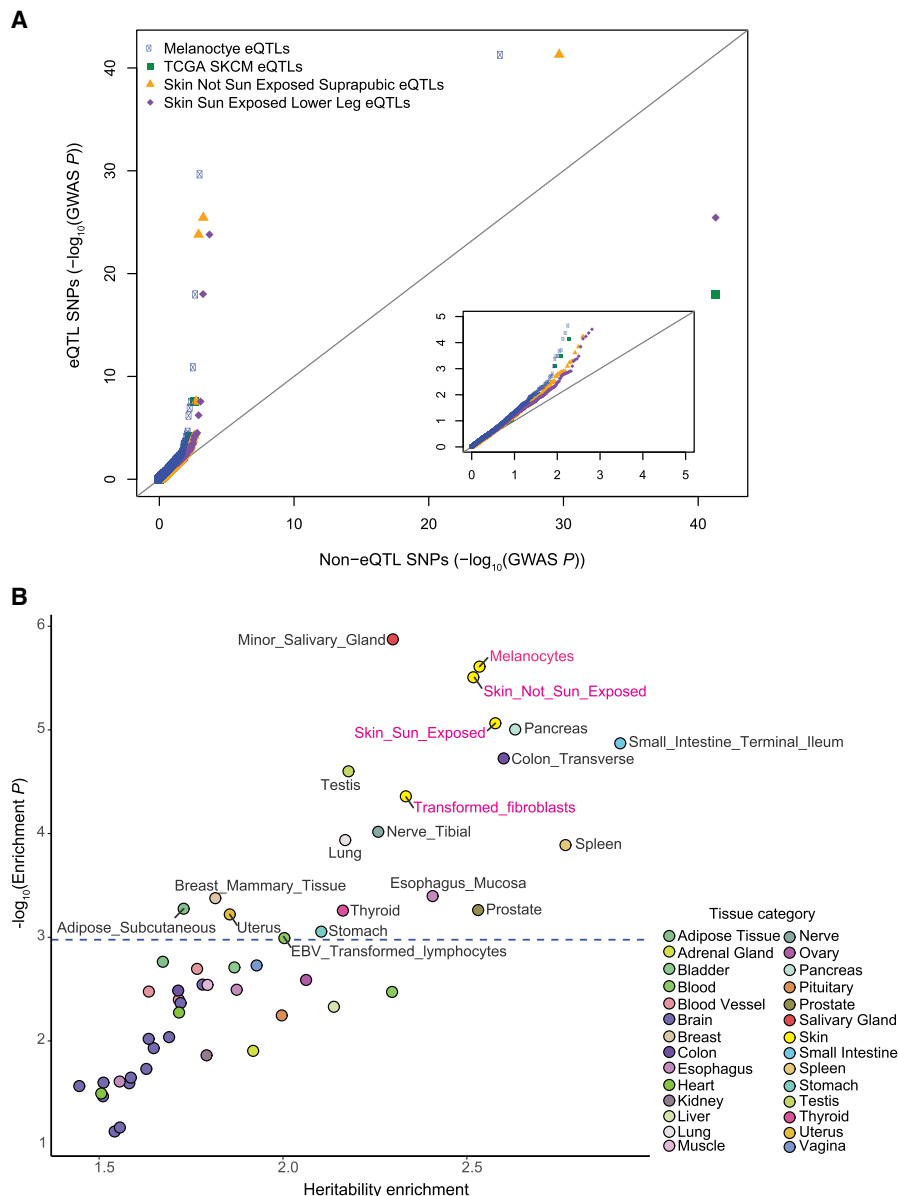 A
Melanoctye eQTLs
TCGA SKCM eQTLs
Skin Not Sun Exposed Suprapubic eQTLs
Skin Sun Exposed Lower Leg eQTLs
eQTL SNPs (−log10(GWAS P))
40
30
20
10
0
5
4
3
2
1
0
0 1 2 3 4 5
0 10 20 30 40
Non−eQTL SNPs (−log10(GWAS P))
B
-log10(Enrichment P)
6
5
4
3
2
1
Minor_Salivary_Gland
Melanocytes
Skin_Not_Sun_Exposed
Skin_Sun_Exposed
Pancreas
Small_Intestine_Terminal_Ileum
Colon_Transverse
Testis
Transformed_fibroblasts
Nerve_Tibial
Lung
Spleen
Breast_Mammary_Tissue
Esophagus_Mucosa
Adipose_Subcutaneous
Uterus
Thyroid
Prostate
Stomach
EBV_Transformed_lymphocytes
1.5 2.0 2.5
Heritability enrichment
Tissue category
Adipose Tissue
Adrenal Gland
Bladder
Blood
Blood Vessel
Brain
Breast
Colon
Esophagus
Heart
Kidney
Liver
Lung
Muscle
Nerve
Ovary
Pancreas
Pituitary
Prostate
Salivary Gland
Skin
Small Intestine
Spleen
Stomach
Testis
Thyroid
Uterus
Vagina